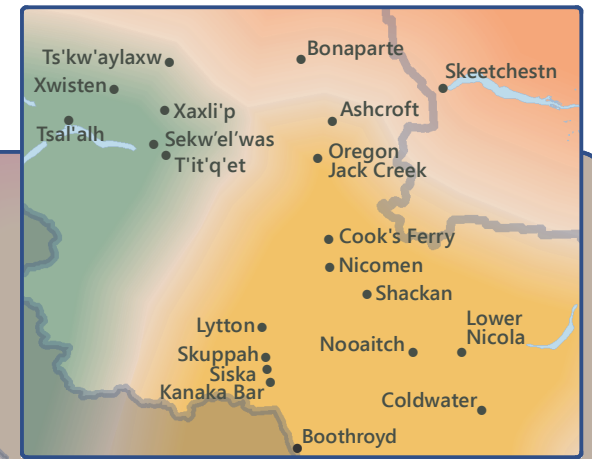 Ts'kw'aylaxw
Bonaparte
Skeetchestn
Xwisten
Xaxli'p
Ashcroft
Tsal'alh
Sekw’el’was
T'it'q'et
Oregon
Jack Creek
Cook's Ferry
Nicomen
Shackan
Lytton
Lower
Nicola
Nooaitch
Skuppah
Siska
Kanaka Bar
Coldwater
Boothroyd